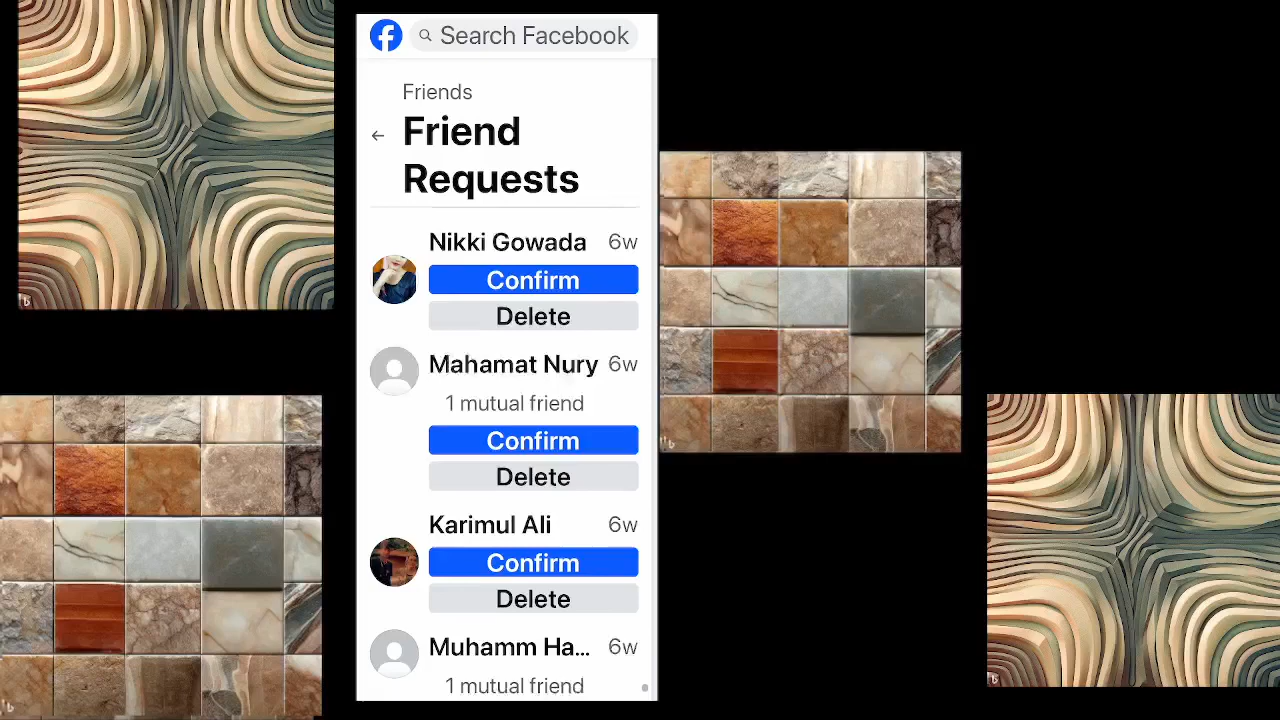 Search Facebook
Friends
Friend
Requests
Nikki Gowada 6w
Confirm
Delete
Mahamat Nury 6w
1 mutual friend
Confirm
Delete
Karimul Ali 6w
Confirm
Delete
Muhamm Ha... 6w
1 mutual friend